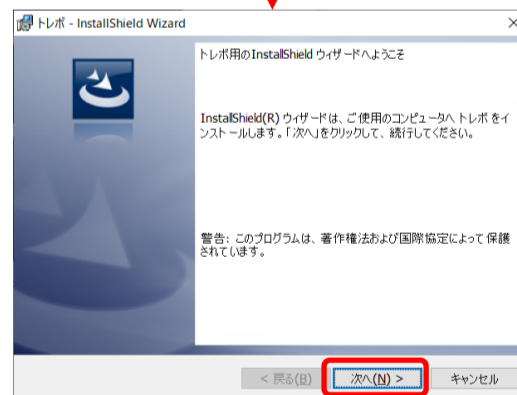 トレボ - InstallShield Wizard
トレボ用のInstallShield ウィザードへようこそ
InstallShield(R) ウィザードは、ご使用のコンピュータへ トレボ をイ
ンストールします。「次へ」をクリックして、続行してください。
警告: このプログラムは、著作権法および国際協定によって保護
されています。
< 戻る(B) 次へ(N) > キャンセル